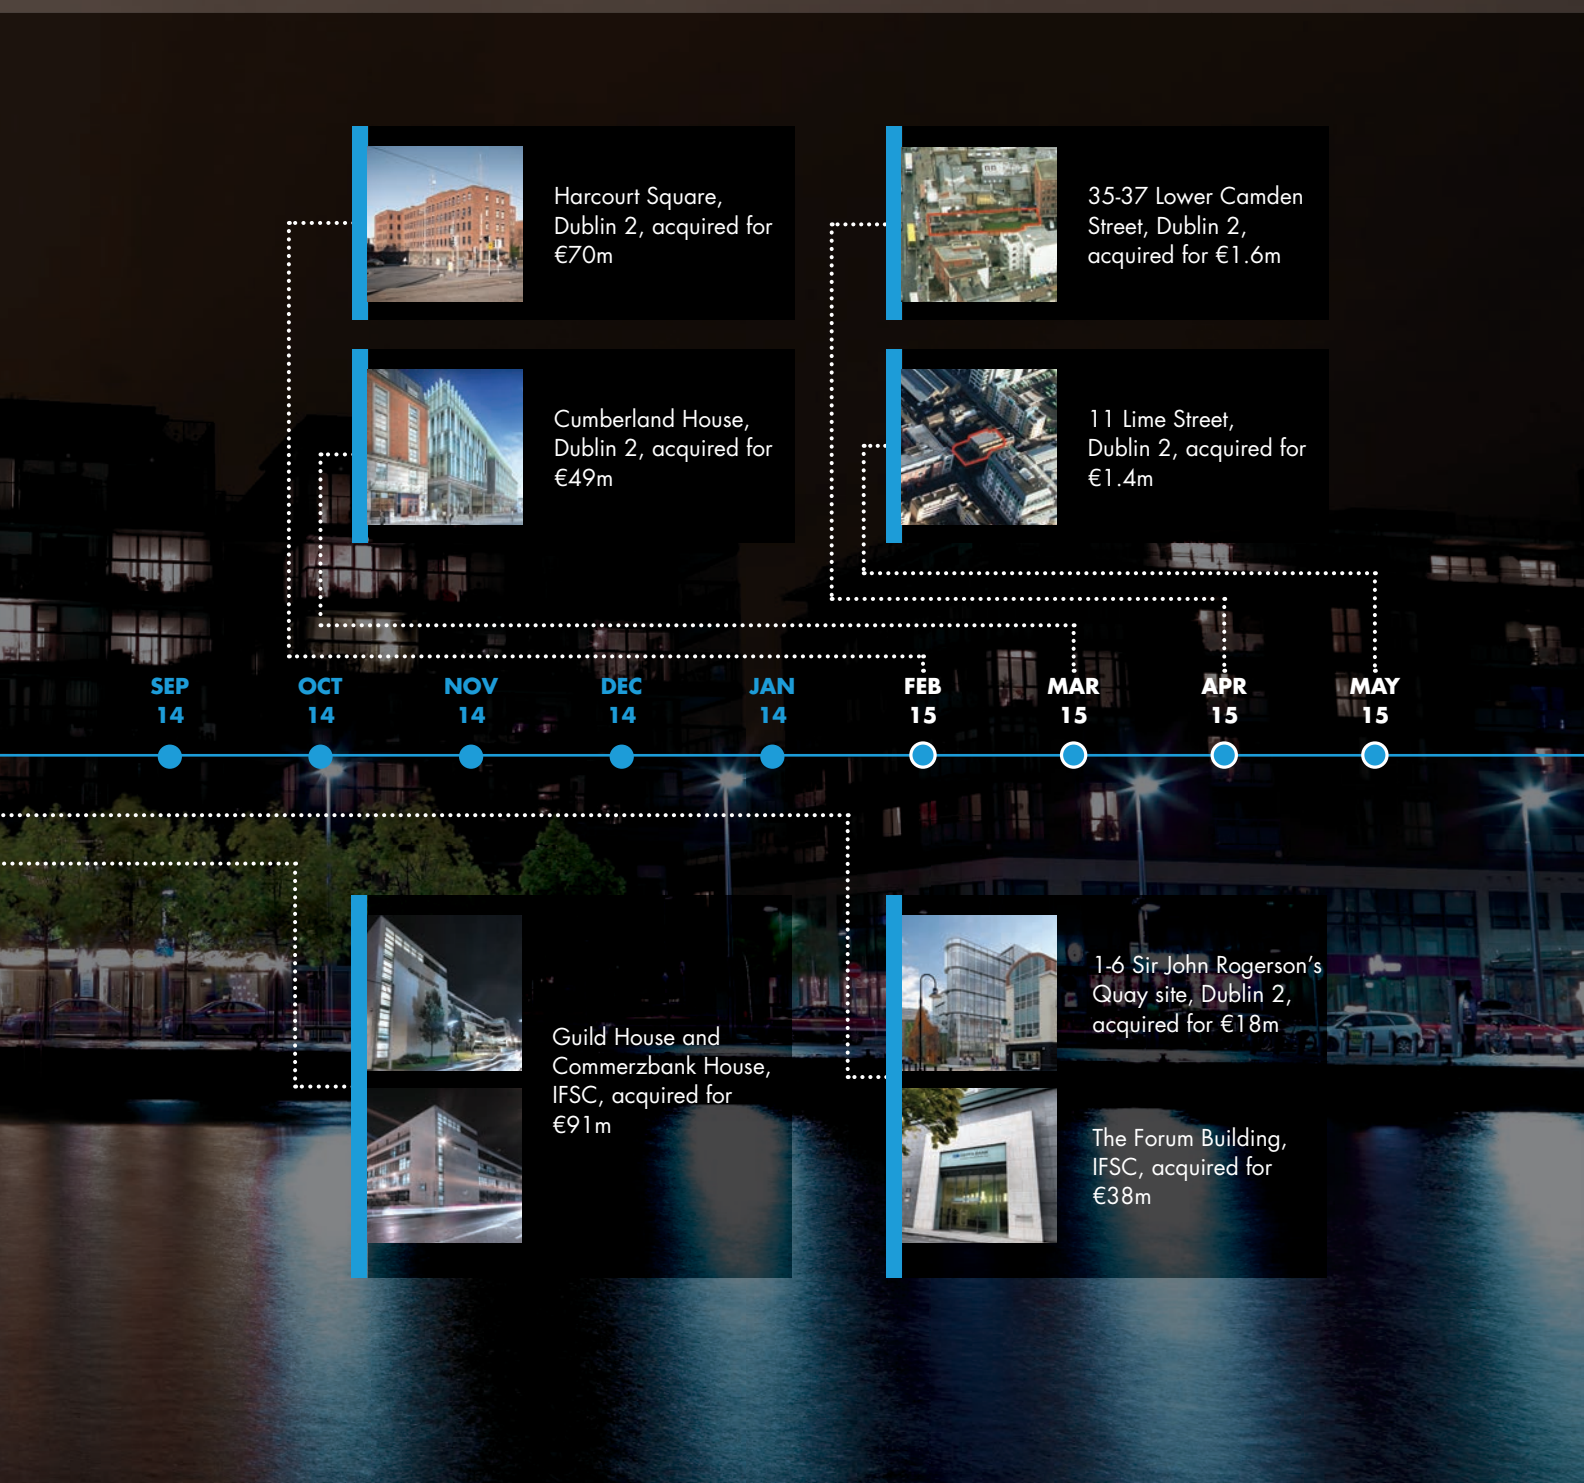 Harcourt Square,
Dublin 2, acquired for
€70m
35-37 Lower Camden
Street, Dublin 2,
acquired for €1.6m
Cumberland House,
Dublin 2, acquired for
€49m
11 Lime Street,
Dublin 2, acquired for
€1.4m
SEP
14
OCT
14
NOV
14
DEC
14
JAN
14
FEB
15
MAR
15
APR
15
MAY
15
Guild House and
Commerzbank House,
IFSC, acquired for
€91m
1-6 Sir John Rogerson’s
Quay site, Dublin 2,
acquired for €18m
The Forum Building,
IFSC, acquired for
€38m